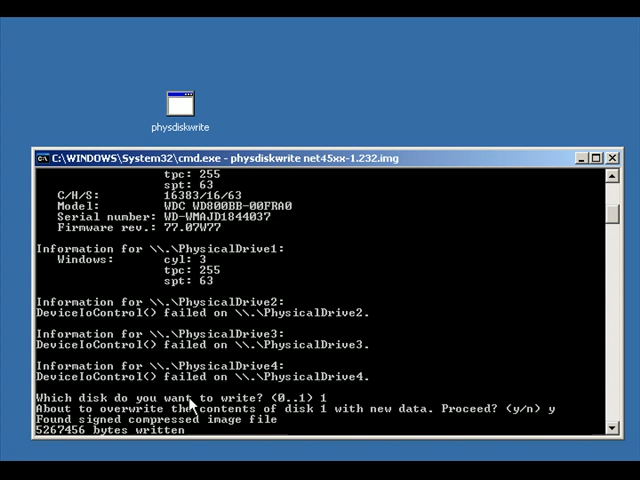 physdiskwrite
C:\WINDOWS\System32\cmd.exe - physdiskwrite net45xx-1.232.img
tpc: 255
spt: 63
C/H/S: 16383/16/63
Model: WDC WD800BB-00FRA0
Serial number: WD-WMAJD1844037
Firmware rev.: 77.07W77
Information for \\.\PhysicalDrive1:
Windows: cyl: 3
tpc: 255
spt: 63
Information for \\.\PhysicalDrive2:
DeviceIoControl() failed on \\.\PhysicalDrive2.
Information for \\.\PhysicalDrive3:
DeviceIoControl() failed on \\.\PhysicalDrive3.
Information for \\.\PhysicalDrive4:
DeviceIoControl() failed on \\.\PhysicalDrive4.
Which disk do you want to write? (0..1) 1
About to overwrite the contents of disk 1 with new data. Proceed? (y/n) y
Found signed compressed image file
5267456 bytes written